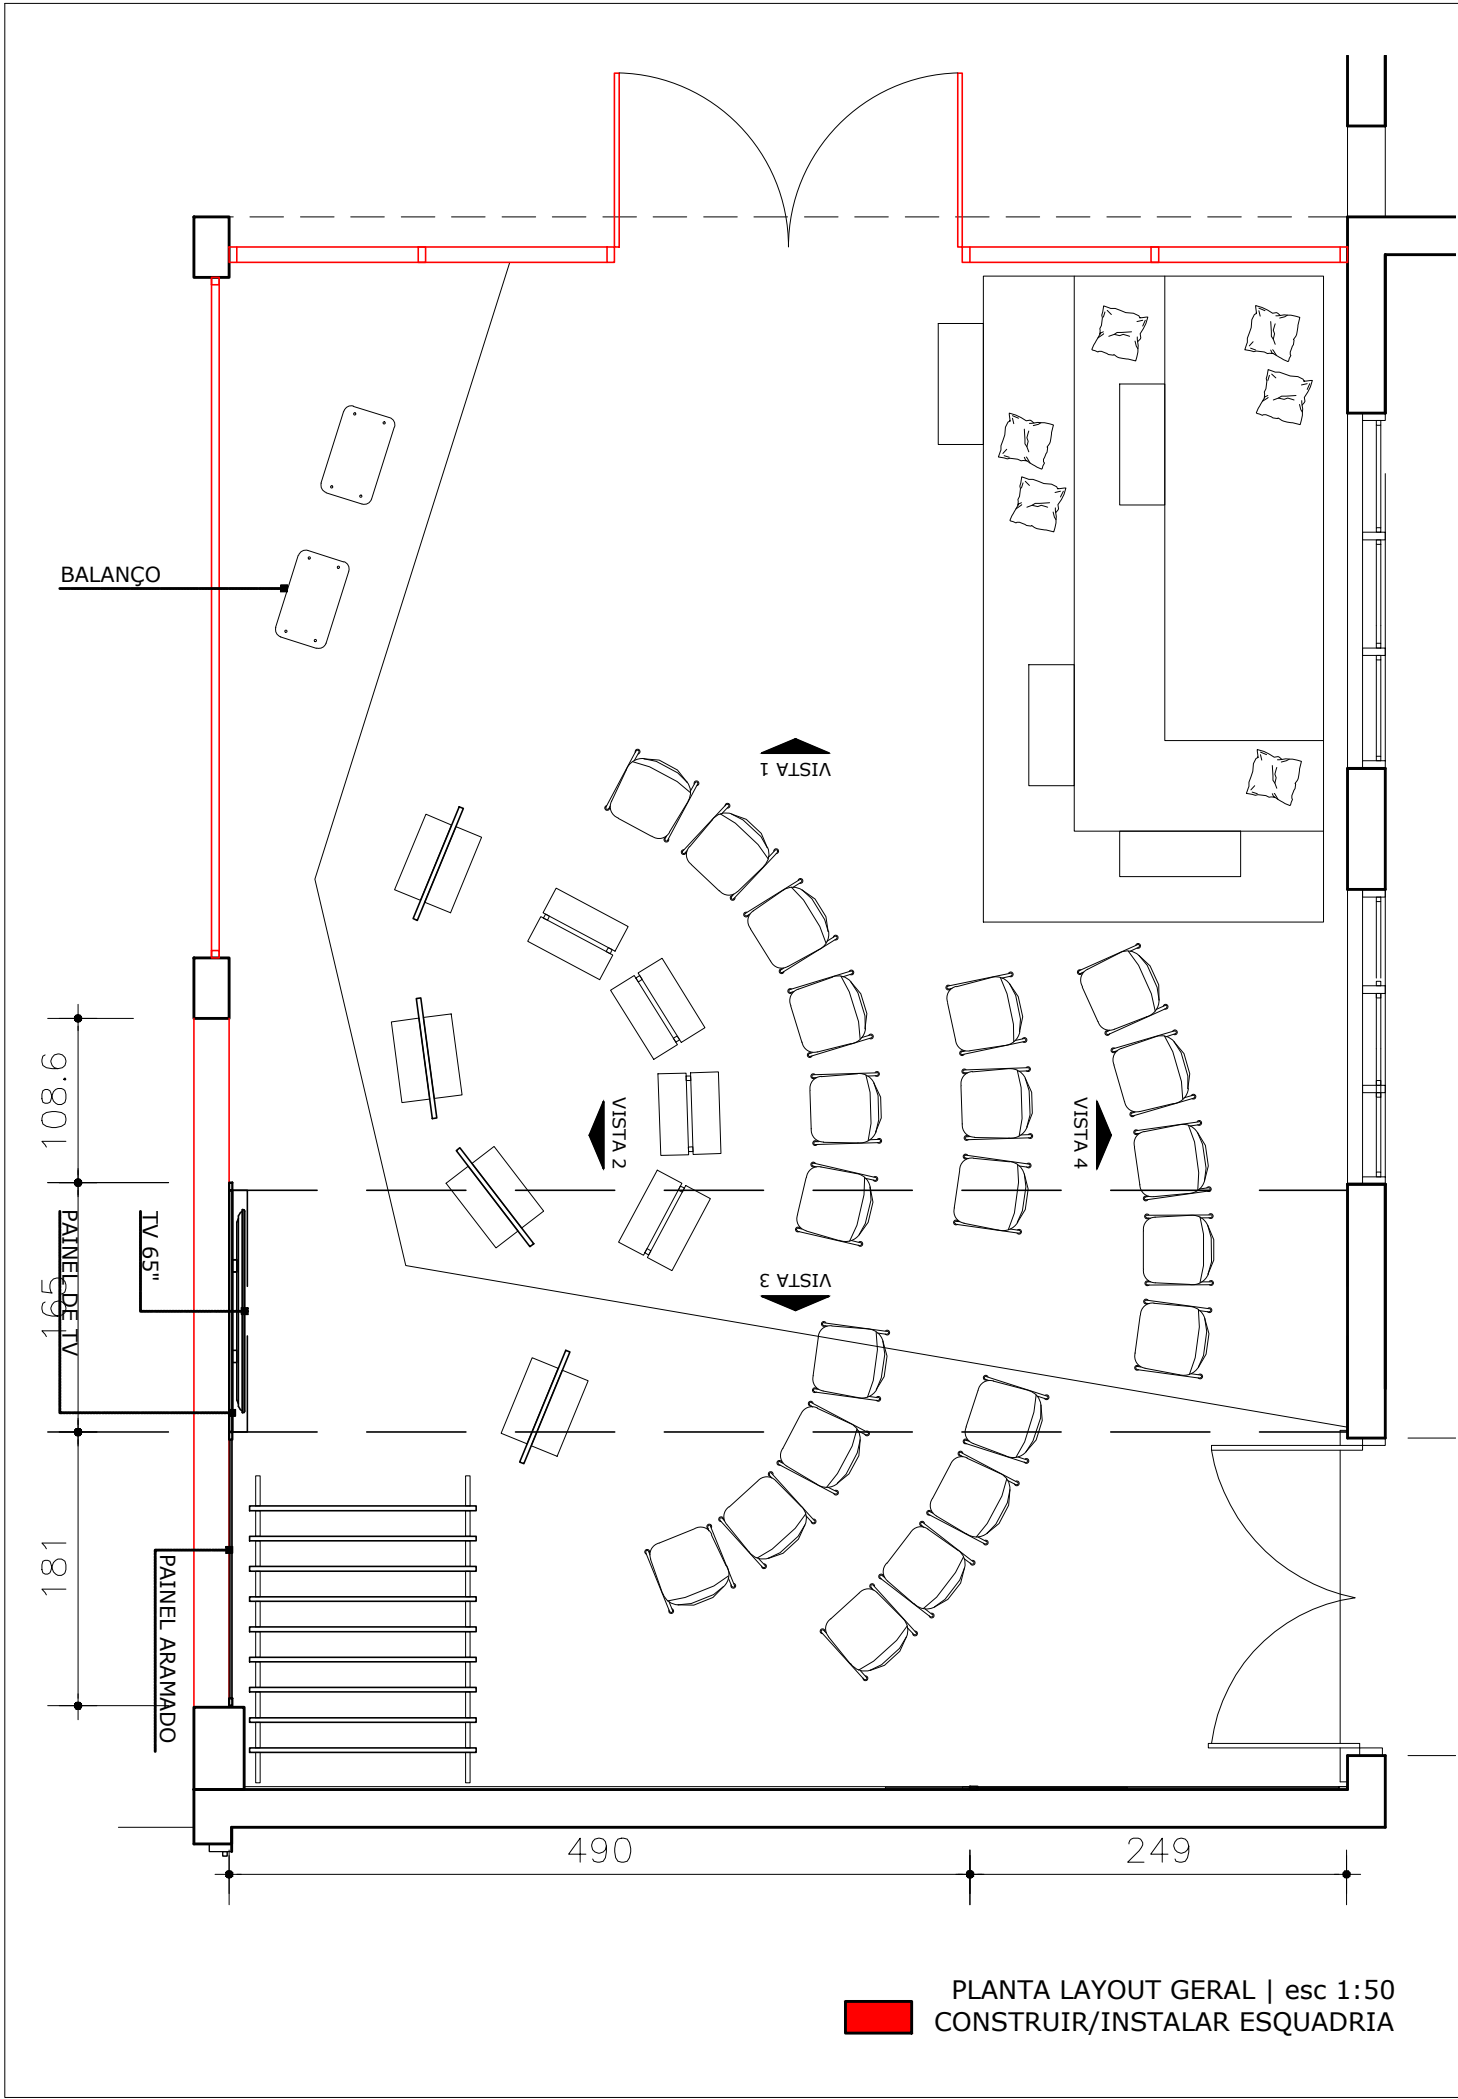 BALANÇO
VISTA 1
VISTA 2
VISTA 4
VISTA 3
108.6
165
181
PAINEL DE TV
TV 65"
PAINEL ARAMADO
490
249
PLANTA LAYOUT GERAL | esc 1:50
CONSTRUIR/INSTALAR ESQUADRIA